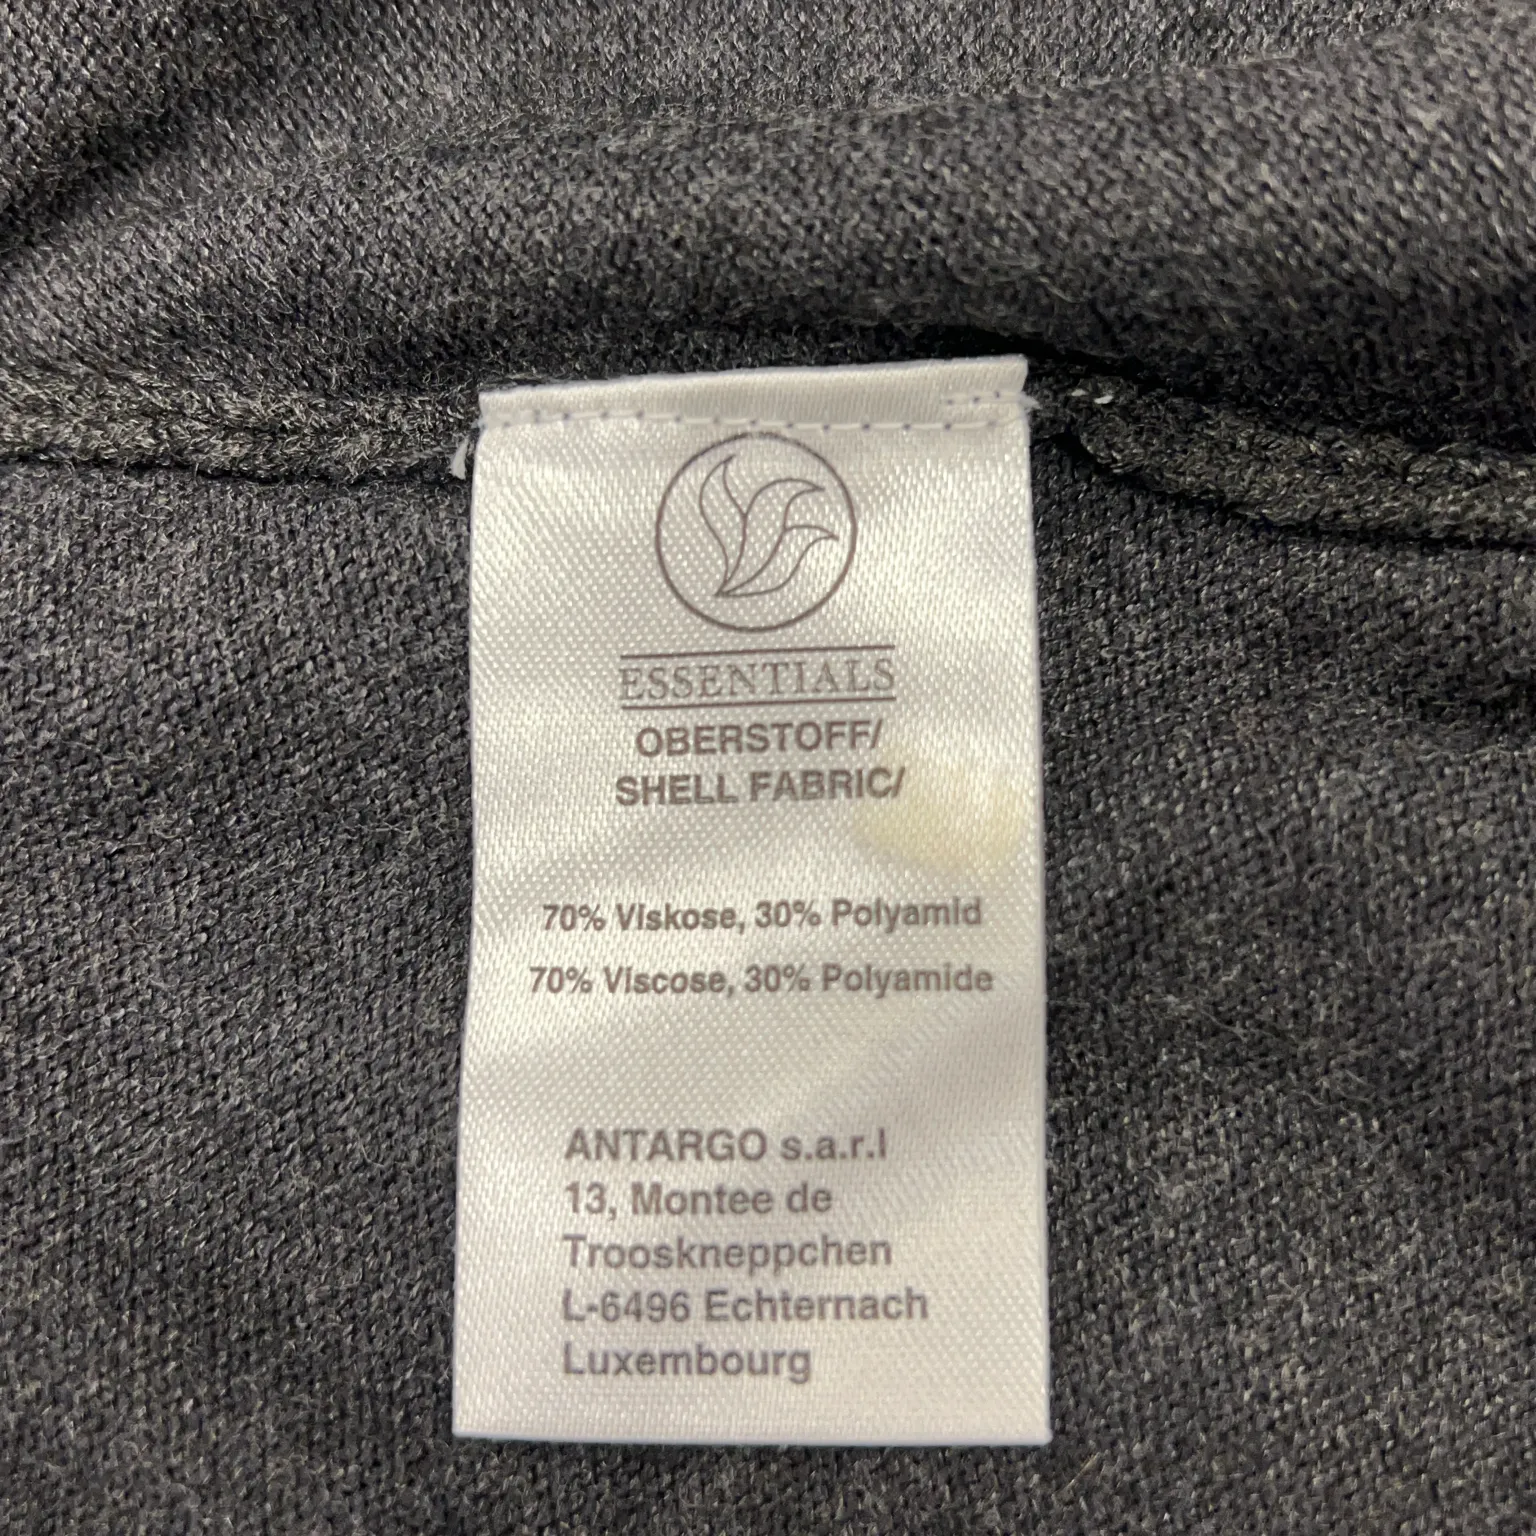 ESSENTIALS
OBERSTOFF/
SHELL FABRIC/
70% Viskose, 30% Polyamid
70% Viscose, 30% Polyamide
ANTARGO s.a.r.l
13, Montee de
Trooskneppchen
L-6496 Echternach
Luxembourg